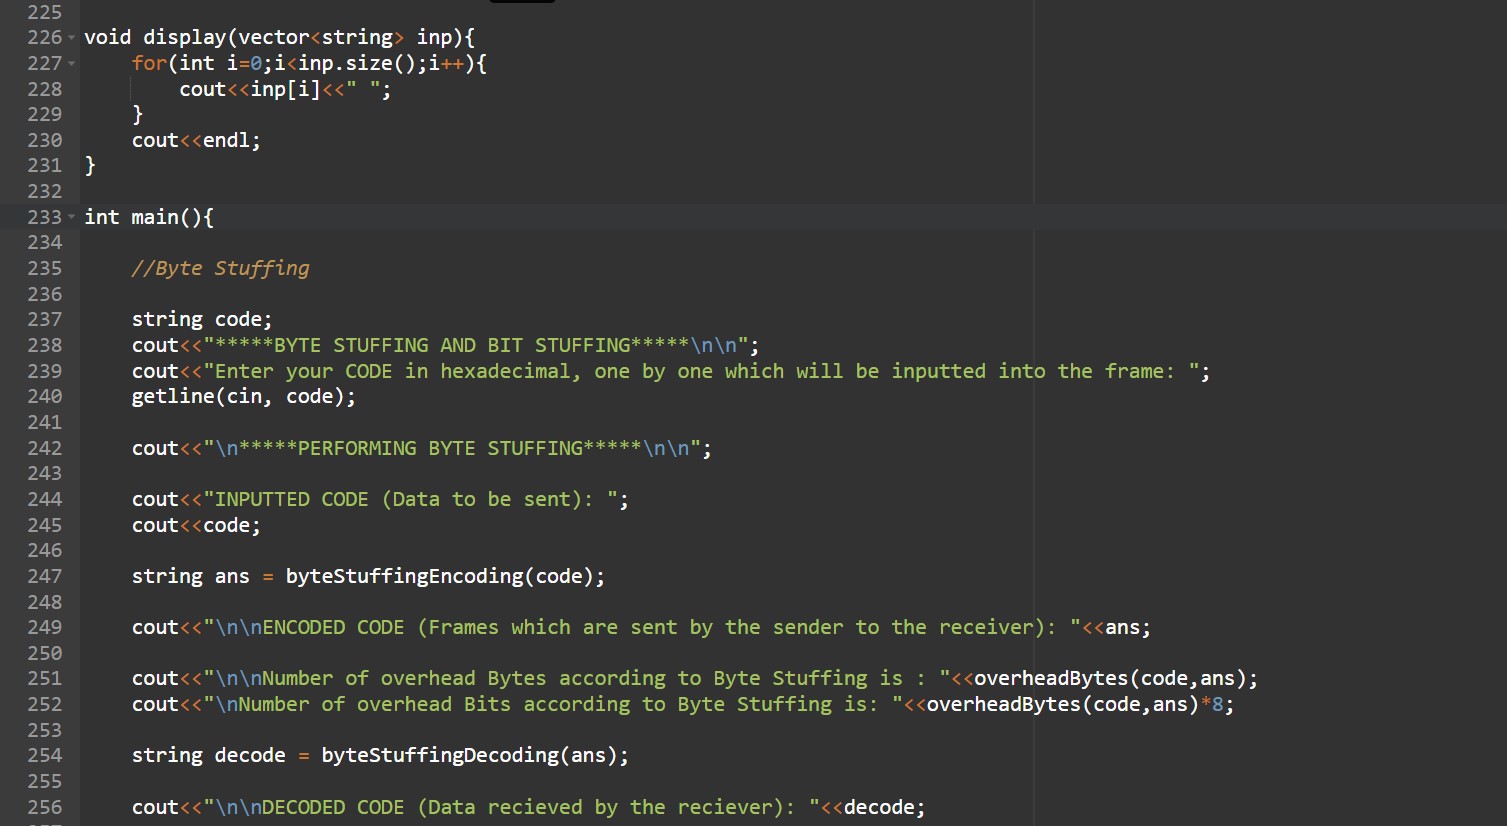 225
226 void display(vector<string> inp){
227     for(int i=0;i<inp.size();i++){
228         cout<<inp[i]<<" ";
229     }
230     cout<<endl;
231 }
232
233 int main(){
234
235     //Byte Stuffing
236
237     string code;
238     cout<<"*****BYTE STUFFING AND BIT STUFFING*****\n\n";
239     cout<<"Enter your CODE in hexadecimal, one by one which will be inputted into the frame: ";
240     getline(cin, code);
241
242     cout<<"\n*****PERFORMING BYTE STUFFING*****\n\n";
243
244     cout<<"INPUTTED CODE (Data to be sent): ";
245     cout<<code;
246
247     string ans = byteStuffingEncoding(code);
248
249     cout<<"\n\nENCODED CODE (Frames which are sent by the sender to the receiver): "<<ans;
250
251     cout<<"\n\nNumber of overhead Bytes according to Byte Stuffing is : "<<overheadBytes(code,ans);
252     cout<<"\nNumber of overhead Bits according to Byte Stuffing is: "<<overheadBytes(code,ans)*8;
253
254     string decode = byteStuffingDecoding(ans);
255
256     cout<<"\n\nDECODED CODE (Data recieved by the reciever): "<<decode;